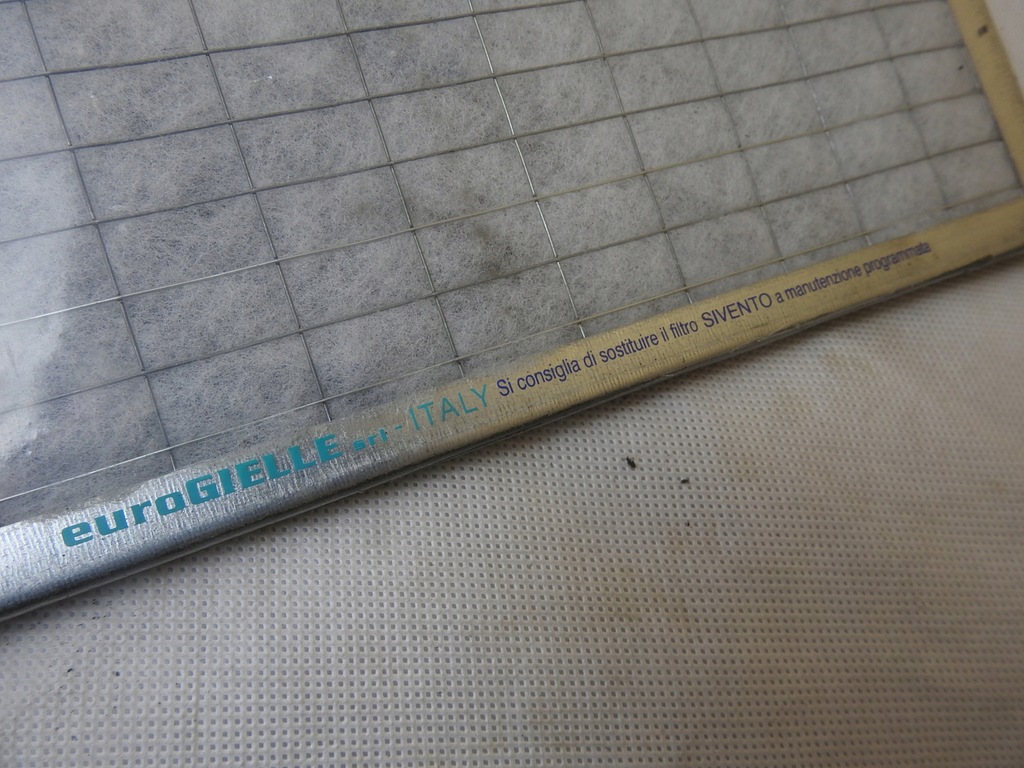 euroGIELLE srl - ITALY Si consiglia di sostituire il filtro SIVENTO a manutenzione programmata